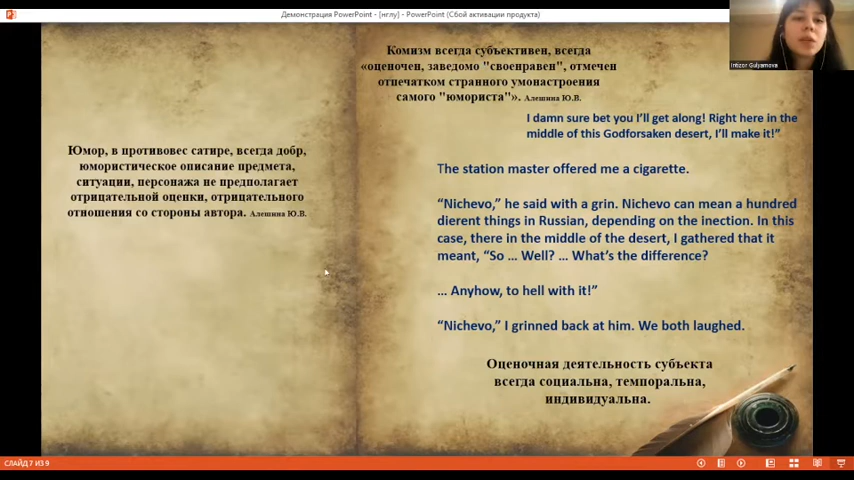 Демонстрация PowerPoint - [нглу] - PowerPoint (Сбой активации продукта)
Intizor Gulyamova
Юмор, в противовес сатире, всегда добр,
юмористическое описание предмета,
ситуации, персонажа не предполагает
отрицательной оценки, отрицательного
отношения со стороны автора. Алешина Ю.В.
Комизм всегда субъективен, всегда
«оценочен, заведомо "своенравен", отмечен
отпечатком странного умонастроения
самого "юмориста"». Алешина Ю.В.
I damn sure bet you I’ll get along! Right here in the
middle of this Godforsaken desert, I’ll make it!”
The station master offered me a cigarette.
“Nichevo,” he said with a grin. Nichevo can mean a hundred
dierent things in Russian, depending on the inection. In this
case, there in the middle of the desert, I gathered that it
meant, “So … Well? … What’s the difference?
… Anyhow, to hell with it!”
“Nichevo,” I grinned back at him. We both laughed.
Оценочная деятельность субъекта
всегда социальна, темпоральна,
индивидуальна.
СЛАЙД 7 ИЗ 9